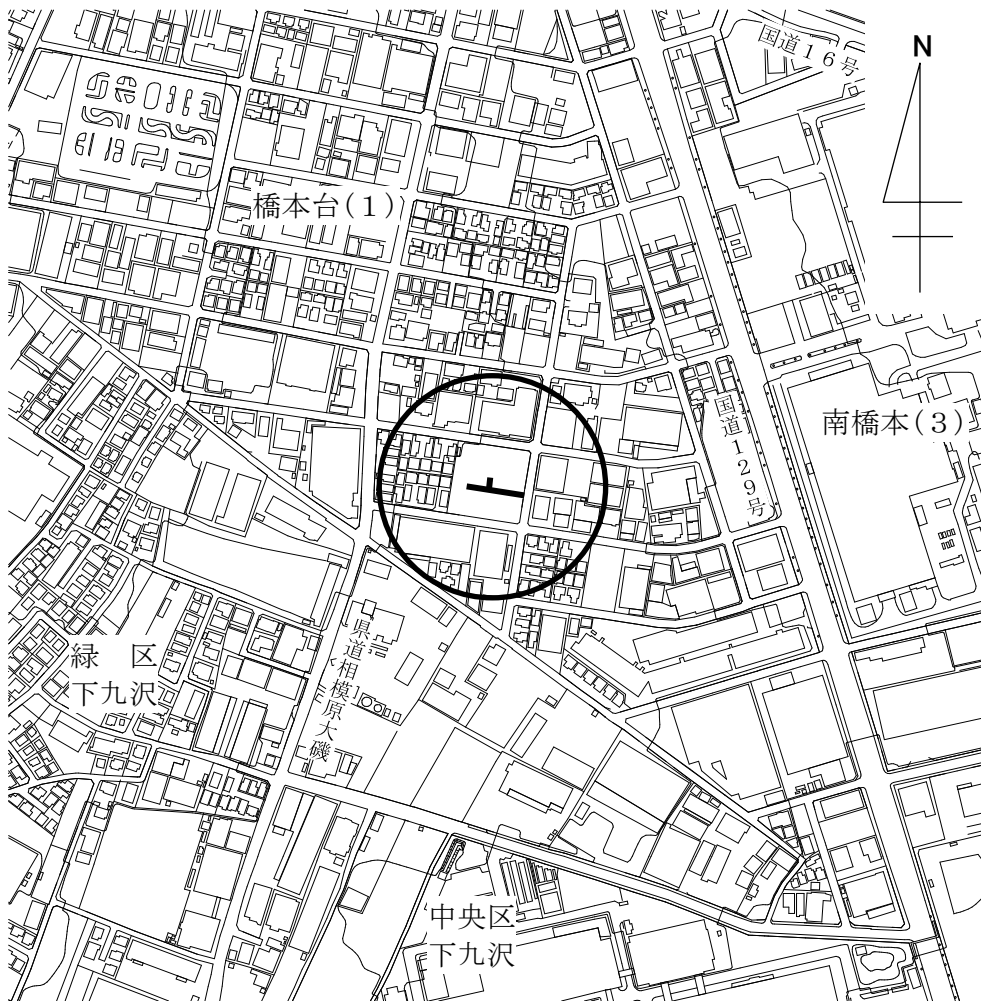 国道16号
N
橋本台(1)
国道129号
南橋本(3)
県道相模原大磯
緑　区
下九沢
中央区
下九沢